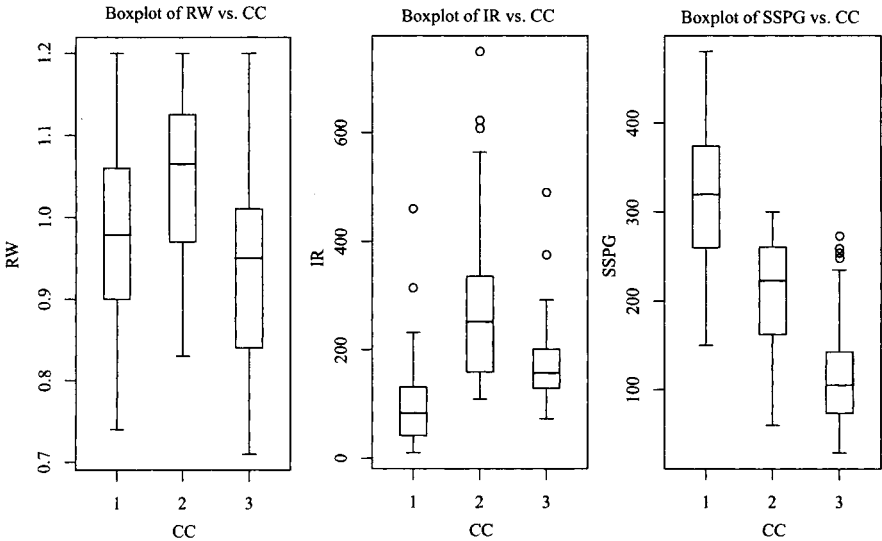 Boxplot of RW vs. CC
RW
1.2
1.1
1.0
0.9
0.8
0.7
1
2
3
CC
Boxplot of IR vs. CC
IR
600
400
200
0
1
2
3
CC
Boxplot of SSPG vs. CC
SSPG
400
300
200
100
1
2
3
CC